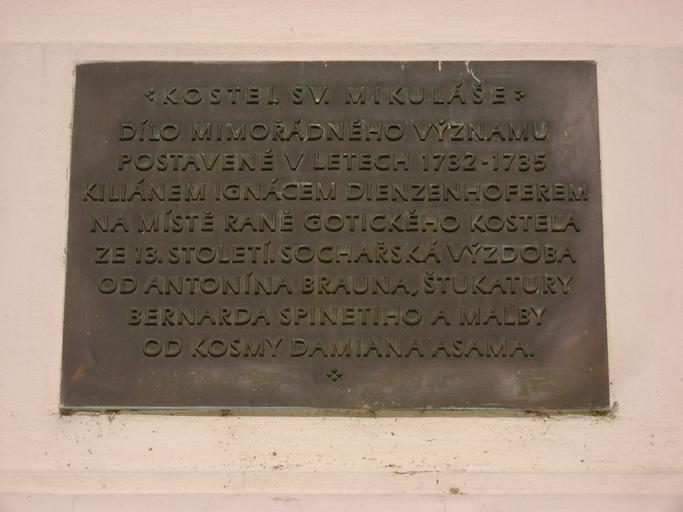 KOSTEL SV. MIKULÁŠE
DÍLO MIMOŘÁDNÉHO VÝZNAMU
POSTAVENÉ V LETECH 1732-1735
KILIÁNEM IGNÁCEM DIENZENHOFEREM
NA MÍSTĚ RANĚ GOTICKÉHO KOSTELA
ZE 13. STOLETÍ. SOCHAŘSKÁ VÝZDOBA
OD ANTONÍNA BRAUNA, ŠTUKATURY
BERNARDA SPINETIHO A MALBY
OD KOSMY DAMIANA ASAMA.